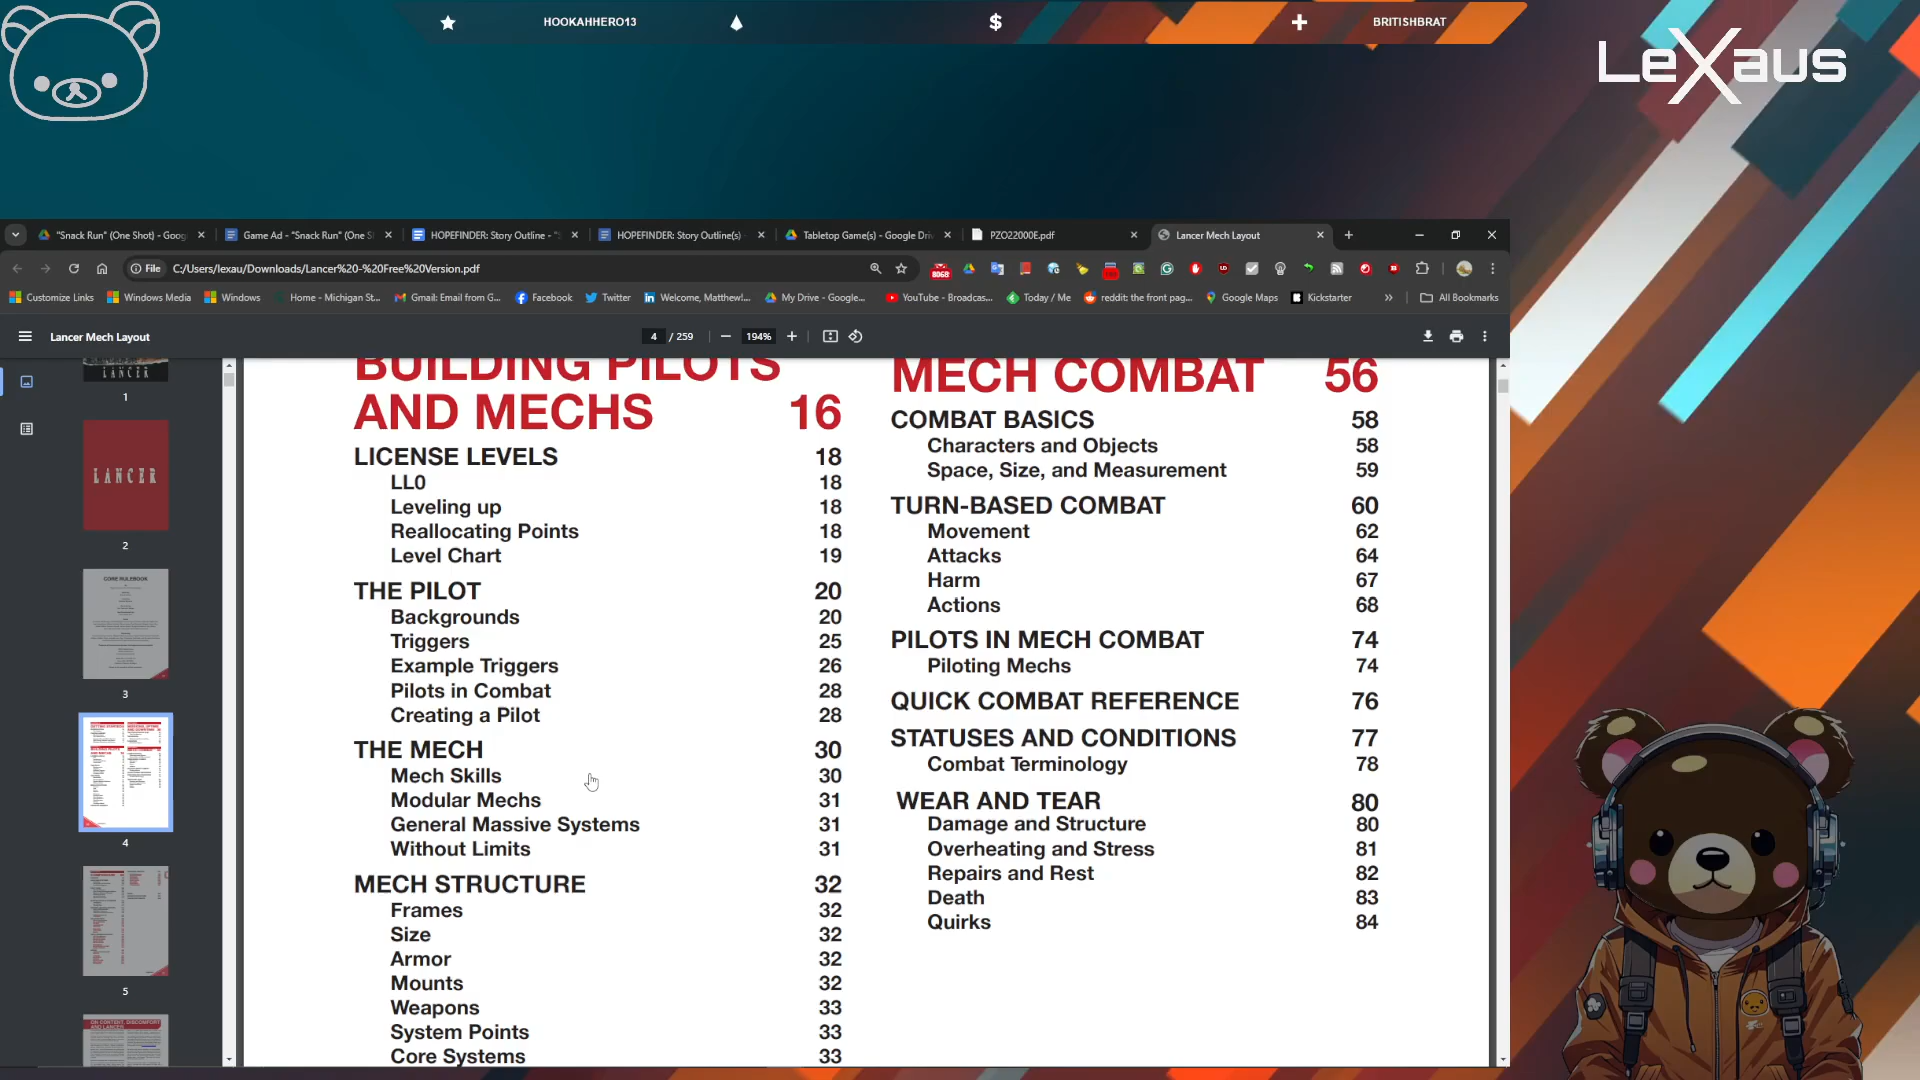 HOOKAHHERO13
$
BRITISHBRAT
LeXaus
"Snack Run" (One Shot) - Goog
Game Ad - "Snack Run" (One S
HOPEFINDER: Story Outline - "S
HOPEFINDER: Story Outline(s)
Tabletop Game(s) - Google Driv
PZO22000E.pdf
Lancer Mech Layout
File
C:/Users/lexau/Downloads/Lancer%20-%20Free%20Version.pdf
8068
Customize Links
Windows Media
Windows
Home - Michigan St...
Gmail: Email from G...
Facebook
Twitter
Welcome, Matthew!...
My Drive - Google...
YouTube - Broadcas...
Today / Me
reddit: the front pag...
Google Maps
Kickstarter
All Bookmarks
Lancer Mech Layout
4 / 259
194%
LANCER
1
LANCER
2
CORE RULEBOOK
3
4
5
ON CONTENT, DISCOMFORT
AND LANCER
BUILDING PILOTS
AND MECHS 16
LICENSE LEVELS 18
LL0 18
Leveling up 18
Reallocating Points 18
Level Chart 19
THE PILOT 20
Backgrounds 20
Triggers 25
Example Triggers 26
Pilots in Combat 28
Creating a Pilot 28
THE MECH 30
Mech Skills 30
Modular Mechs 31
General Massive Systems 31
Without Limits 31
MECH STRUCTURE 32
Frames 32
Size 32
Armor 32
Mounts 32
Weapons 33
System Points 33
Core Systems 33
MECH COMBAT 56
COMBAT BASICS 58
Characters and Objects 58
Space, Size, and Measurement 59
TURN-BASED COMBAT 60
Movement 62
Attacks 64
Harm 67
Actions 68
PILOTS IN MECH COMBAT 74
Piloting Mechs 74
QUICK COMBAT REFERENCE 76
STATUSES AND CONDITIONS 77
Combat Terminology 78
WEAR AND TEAR 80
Damage and Structure 80
Overheating and Stress 81
Repairs and Rest 82
Death 83
Quirks 84